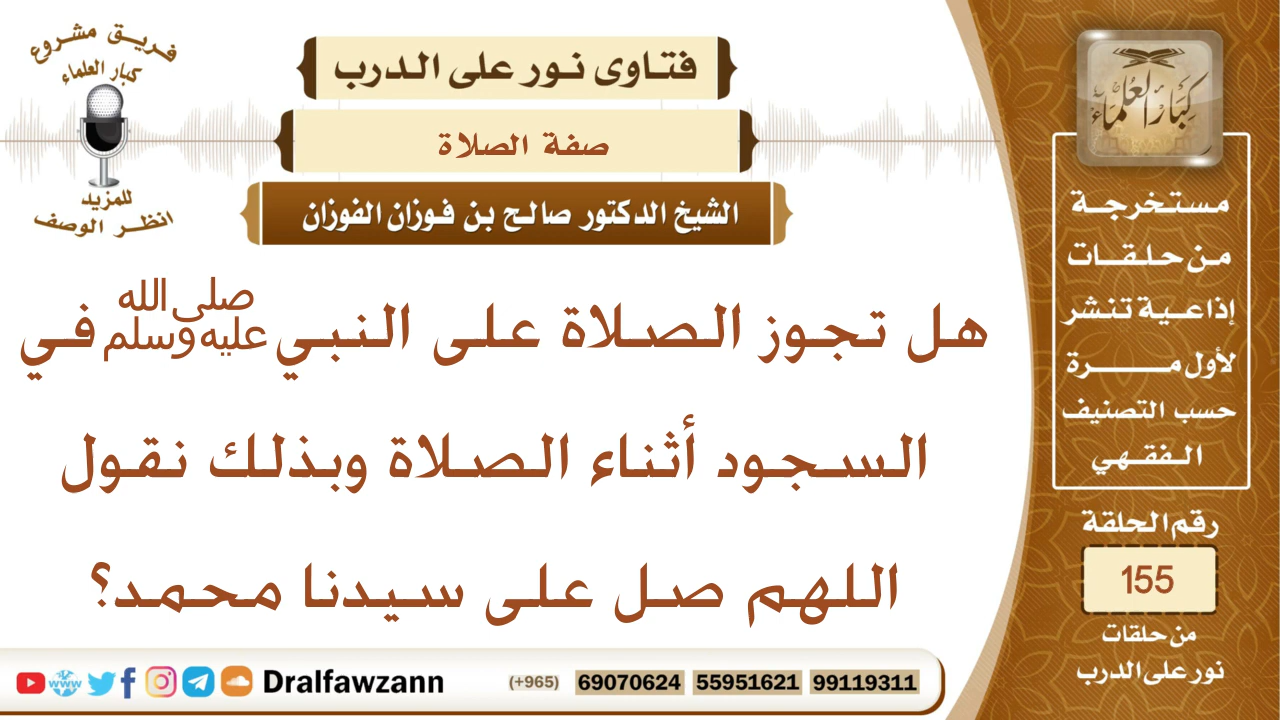 فريق مشروع
كبار العلماء
للمزيد
انظر الوصف
فتاوى نور على الدرب
صفة الصلاة
الشيخ الدكتور صالح بن فوزان الفوزان
هل تجوز الصلاة على النبي ﷺ في
السجود أثناء الصلاة وبذلك نقول
اللهم صل على سيدنا محمد؟
كبار العلماء
مستخرجة
من حلقات
إذاعية تنشر
لأول مرة
حسب التصنيف
الفقهي
رقم الحلقة
155
من حلقات
نور على الدرب
www Dralfawzann (+965) 69070624 55951621 99119311